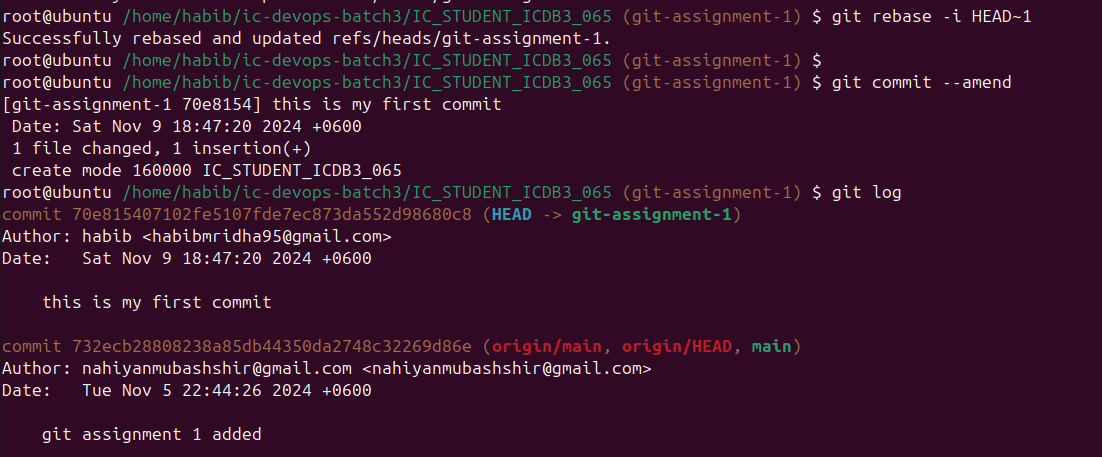 root@ubuntu /home/habib/ic-devops-batch3/IC_STUDENT_ICDB3_065 (git-assignment-1) $ git rebase -i HEAD~1
Successfully rebased and updated refs/heads/git-assignment-1.
root@ubuntu /home/habib/ic-devops-batch3/IC_STUDENT_ICDB3_065 (git-assignment-1) $
root@ubuntu /home/habib/ic-devops-batch3/IC_STUDENT_ICDB3_065 (git-assignment-1) $ git commit --amend
[git-assignment-1 70e8154] this is my first commit
 Date: Sat Nov 9 18:47:20 2024 +0600
 1 file changed, 1 insertion(+)
 create mode 160000 IC_STUDENT_ICDB3_065
root@ubuntu /home/habib/ic-devops-batch3/IC_STUDENT_ICDB3_065 (git-assignment-1) $ git log
commit 70e815407102fe5107fde7ec873da552d98680c8 (HEAD -> git-assignment-1)
Author: habib <habibmridha95@gmail.com>
Date:   Sat Nov 9 18:47:20 2024 +0600

    this is my first commit

commit 732ecb28808238a85db44350da2748c32269d86e (origin/main, origin/HEAD, main)
Author: nahiyanmubashshir@gmail.com <nahiyanmubashshir@gmail.com>
Date:   Tue Nov 5 22:44:26 2024 +0600

    git assignment 1 added